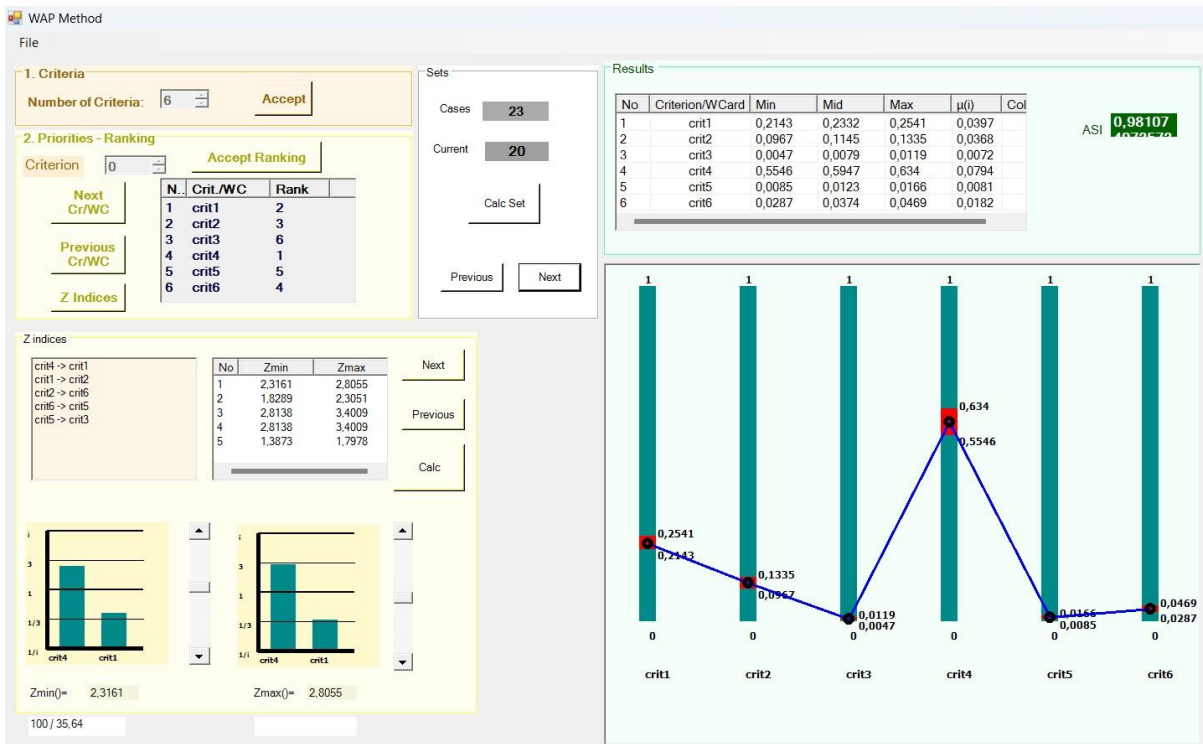 WAP Method
File
1. Criteria
Number of Criteria: 6 Accept
2. Priorities - Ranking
Criterion 0 Accept Ranking
Next Cr/WC
Previous Cr/WC
Z Indices
N.. Crit./WC Rank
1 crit1 2
2 crit2 3
3 crit3 6
4 crit4 1
5 crit5 5
6 crit6 4
Sets
Cases 23
Current 20
Calc Set
Previous Next
Z indices
crit4 -> crit1
crit1 -> crit2
crit2 -> crit6
crit6 -> crit5
crit5 -> crit3
No Zmin Zmax
1 2,3161 2,8055
2 1,8289 2,3051
3 2,8138 3,4009
4 2,8138 3,4009
5 1,3873 1,7978
Next
Previous
Calc
i
3
1
1/3
1/i
crit4 crit1
i
3
1
1/3
1/i
crit4 crit1
Zmin()= 2,3161
Zmax()= 2,8055
100 / 35,64
Results
No Criterion/WCard Min Mid Max μ(i) Col
1 crit1 0,2143 0,2332 0,2541 0,0397
2 crit2 0,0967 0,1145 0,1335 0,0368
3 crit3 0,0047 0,0079 0,0119 0,0072
4 crit4 0,5546 0,5947 0,634 0,0794
5 crit5 0,0085 0,0123 0,0166 0,0081
6 crit6 0,0287 0,0374 0,0469 0,0182
ASI 0,98107
1 1 1 1 1 1
0,634
0,5546
0,2541
0,2143
0,1335
0,0967
0,0119
0,0047
0,0166
0,0085
0,0469
0,0287
0 0 0 0 0 0
crit1 crit2 crit3 crit4 crit5 crit6